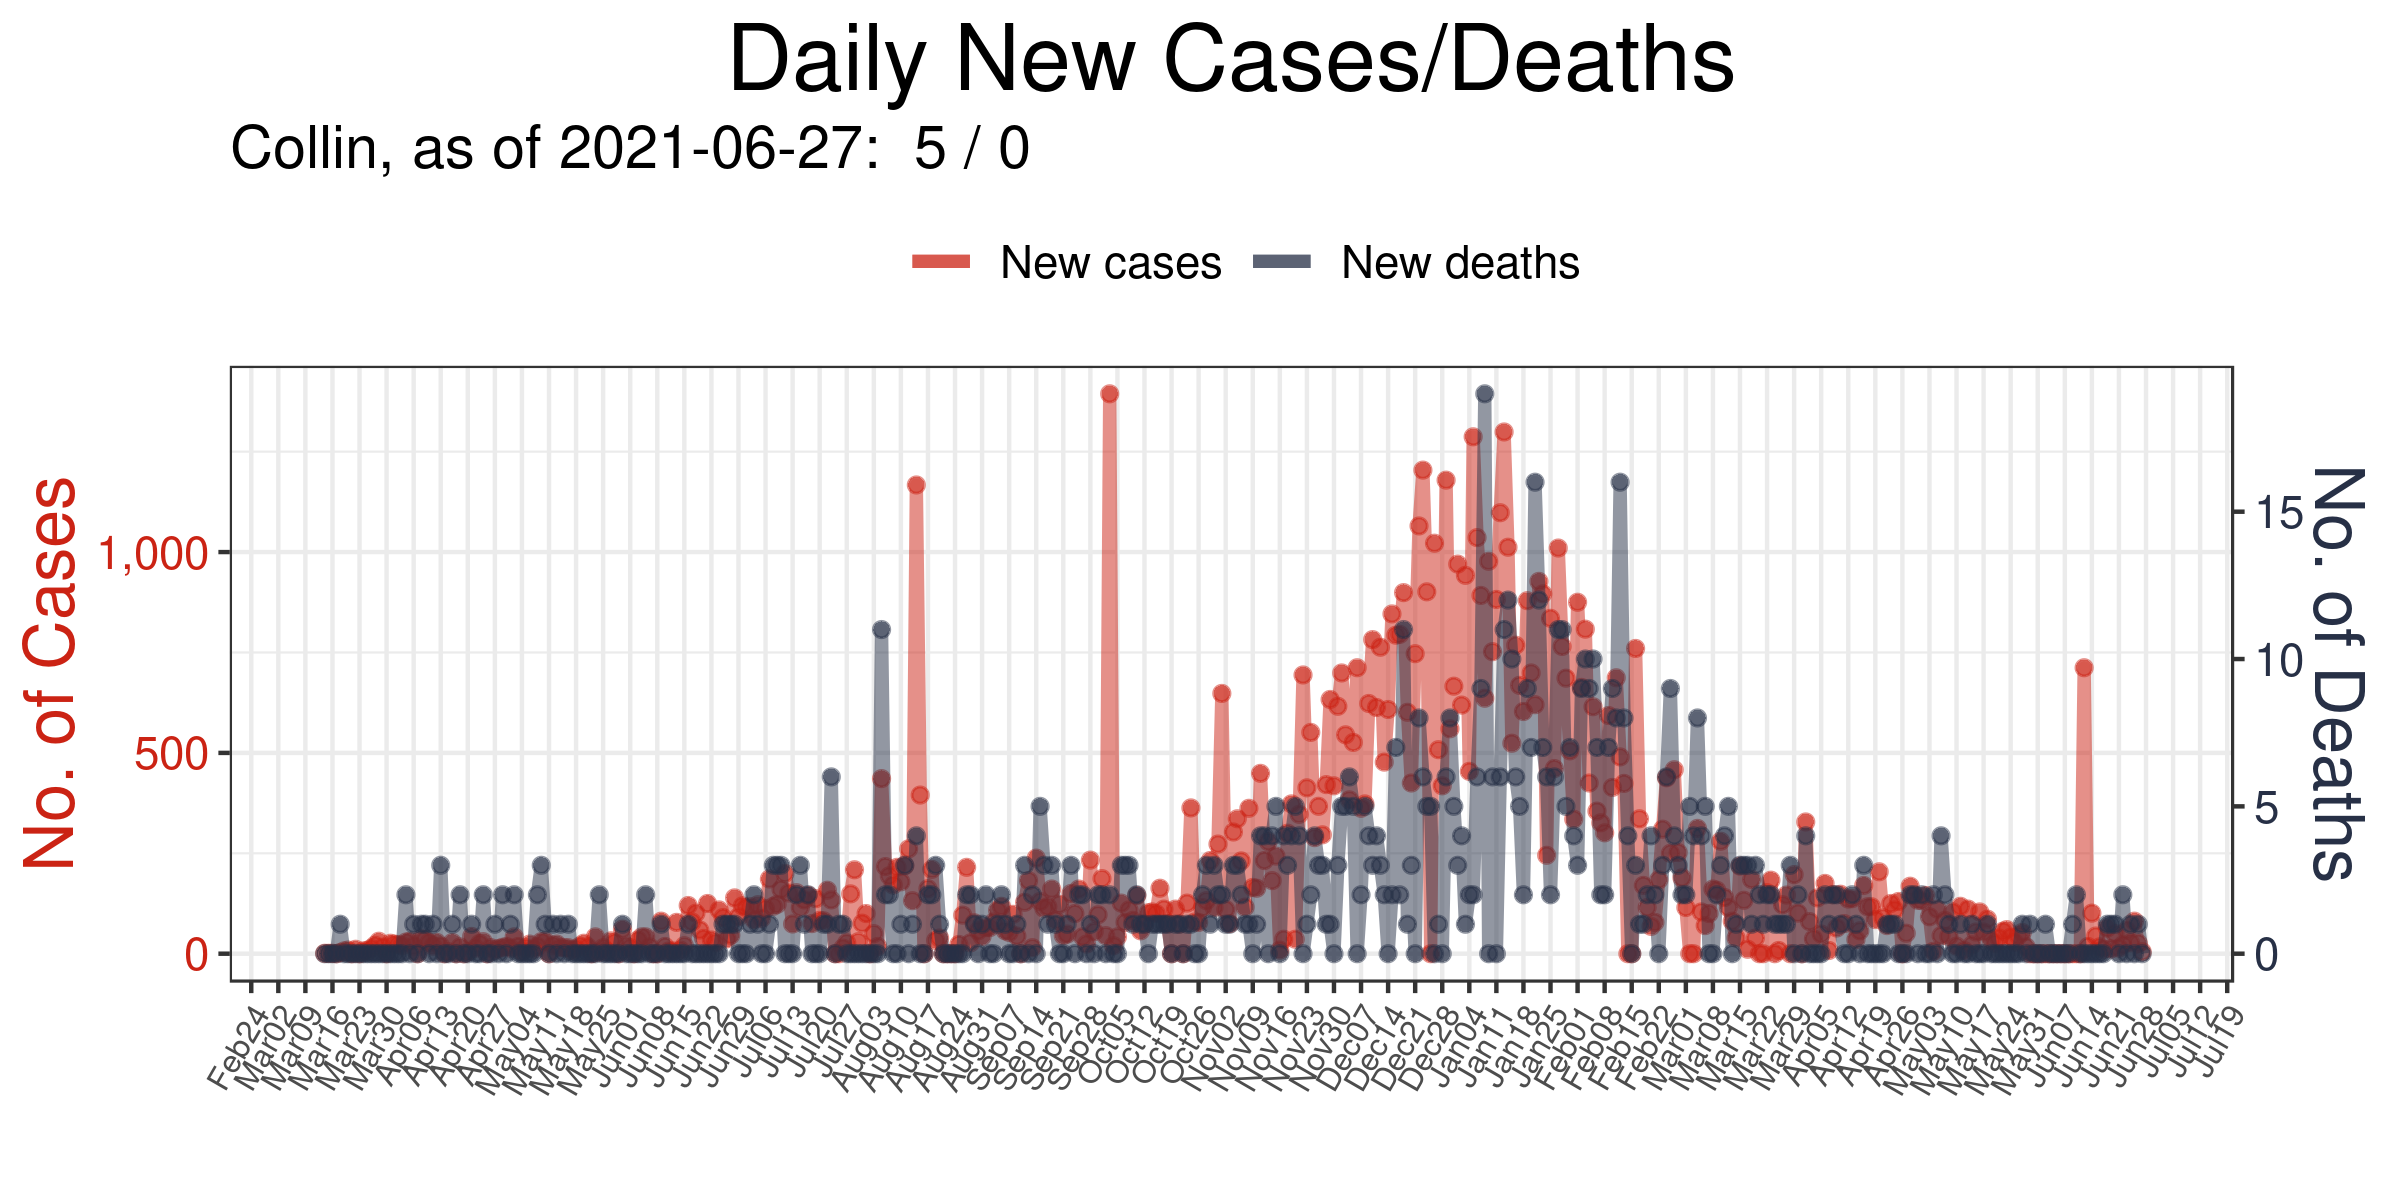 Daily New Cases/Deaths
Collin, as of 2021-06-27: 5 / 0
New cases New deaths
No. of Cases
1,000
500
0
15
10
5
0
No. of Deaths
Feb24 Mar02 Mar09 Mar16 Mar23 Mar30 Apr06 Apr13 Apr20 Apr27 May04 May11 May18 May25 Jun01 Jun08 Jun15 Jun22 Jun29 Jul06 Jul13 Jul20 Jul27 Aug03 Aug10 Aug17 Aug24 Aug31 Sep07 Sep14 Sep21 Sep28 Oct05 Oct12 Oct19 Oct26 Nov02 Nov09 Nov16 Nov23 Nov30 Dec07 Dec14 Dec21 Dec28 Jan04 Jan11 Jan18 Jan25 Feb01 Feb08 Feb15 Feb22 Mar01 Mar08 Mar15 Mar22 Mar29 Apr05 Apr12 Apr19 Apr26 May03 May10 May17 May24 May31 Jun07 Jun14 Jun21 Jun28 Jul05 Jul12 Jul19